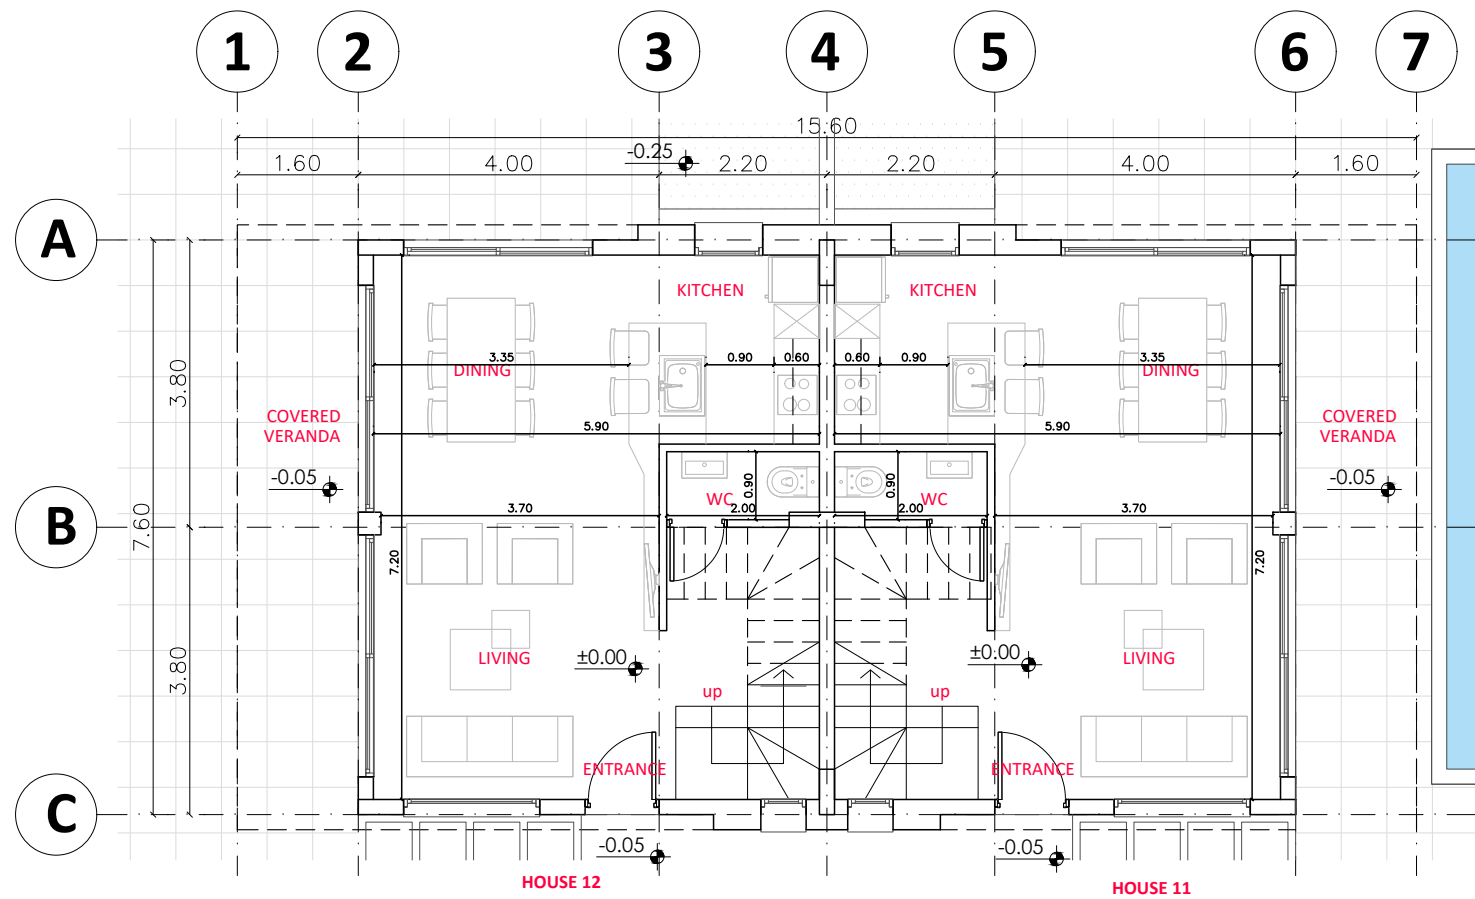 1 2 3 4 5 6 7
15.60
1.60 4.00 -0.25 2.20 2.20 4.00 1.60
A
KITCHEN KITCHEN
3.35 0.90 0.60 0.60 0.90 3.35
DINING DINING
3.80
COVERED
VERANDA
COVERED
VERANDA
5.90 5.90
-0.05 -0.05
WC 0.90 0.90 WC
3.70 2.00 2.00 3.70
B
7.60
7.20 7.20
LIVING ±0.00 ±0.00 LIVING
3.80
up up
ENTRANCE ENTRANCE
C
-0.05 -0.05
HOUSE 12 HOUSE 11